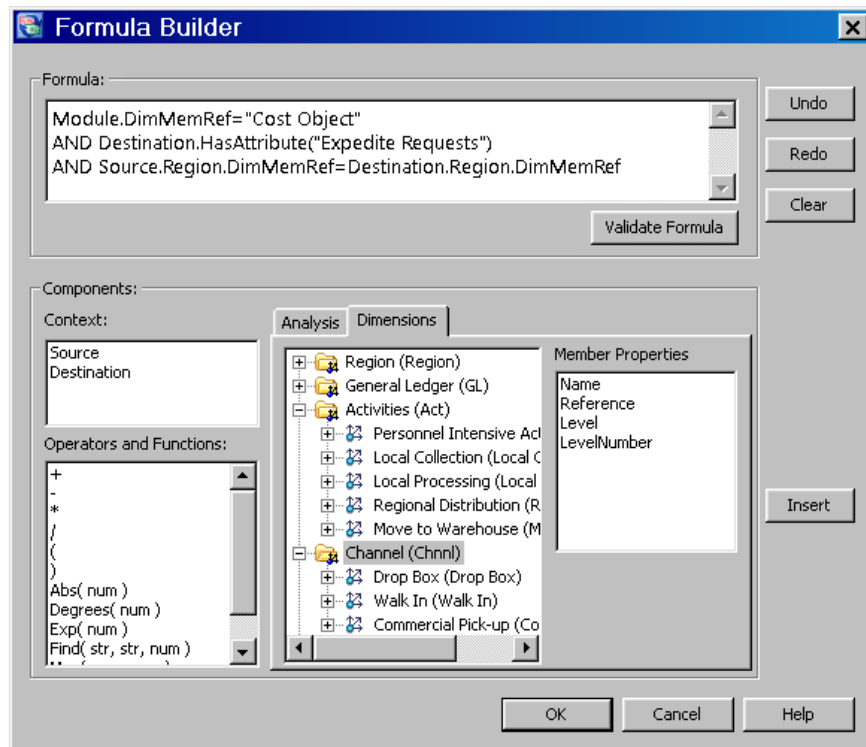 Formula Builder
Formula:
Module.DimMemRef="Cost Object"
AND Destination.HasAttribute("Expedite Requests")
AND Source.Region.DimMemRef=Destination.Region.DimMemRef
Undo
Redo
Clear
Validate Formula
Components:
Context:
Source
Destination
Operators and Functions:
+
-
*
/
(
)
Abs( num )
Degrees( num )
Exp( num )
Find( str, str, num )
Analysis
Dimensions
Region (Region)
General Ledger (GL)
Activities (Act)
Personnel Intensive Act
Local Collection (Local C
Local Processing (Local
Regional Distribution (R
Move to Warehouse (M
Channel (Chnnl)
Drop Box (Drop Box)
Walk In (Walk In)
Commercial Pick-up (Co
Member Properties
Name
Reference
Level
LevelNumber
Insert
OK
Cancel
Help